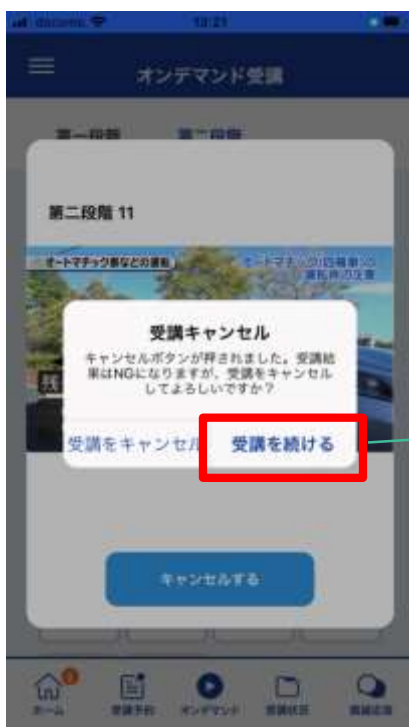 docomo
13:21
オンデマンド受講
第一段階
第二段階
第二段階 11
オートマチック車などの運転
オートマチック(四輪車)の
運転時の注意
残
受講キャンセル
キャンセルボタンが押されました。受講結
果はNGになりますが、受講をキャンセル
してよろしいですか？
受講をキャンセル
受講を続ける
キャンセルする
ホーム
受講予約
オンデマンド
受講状況